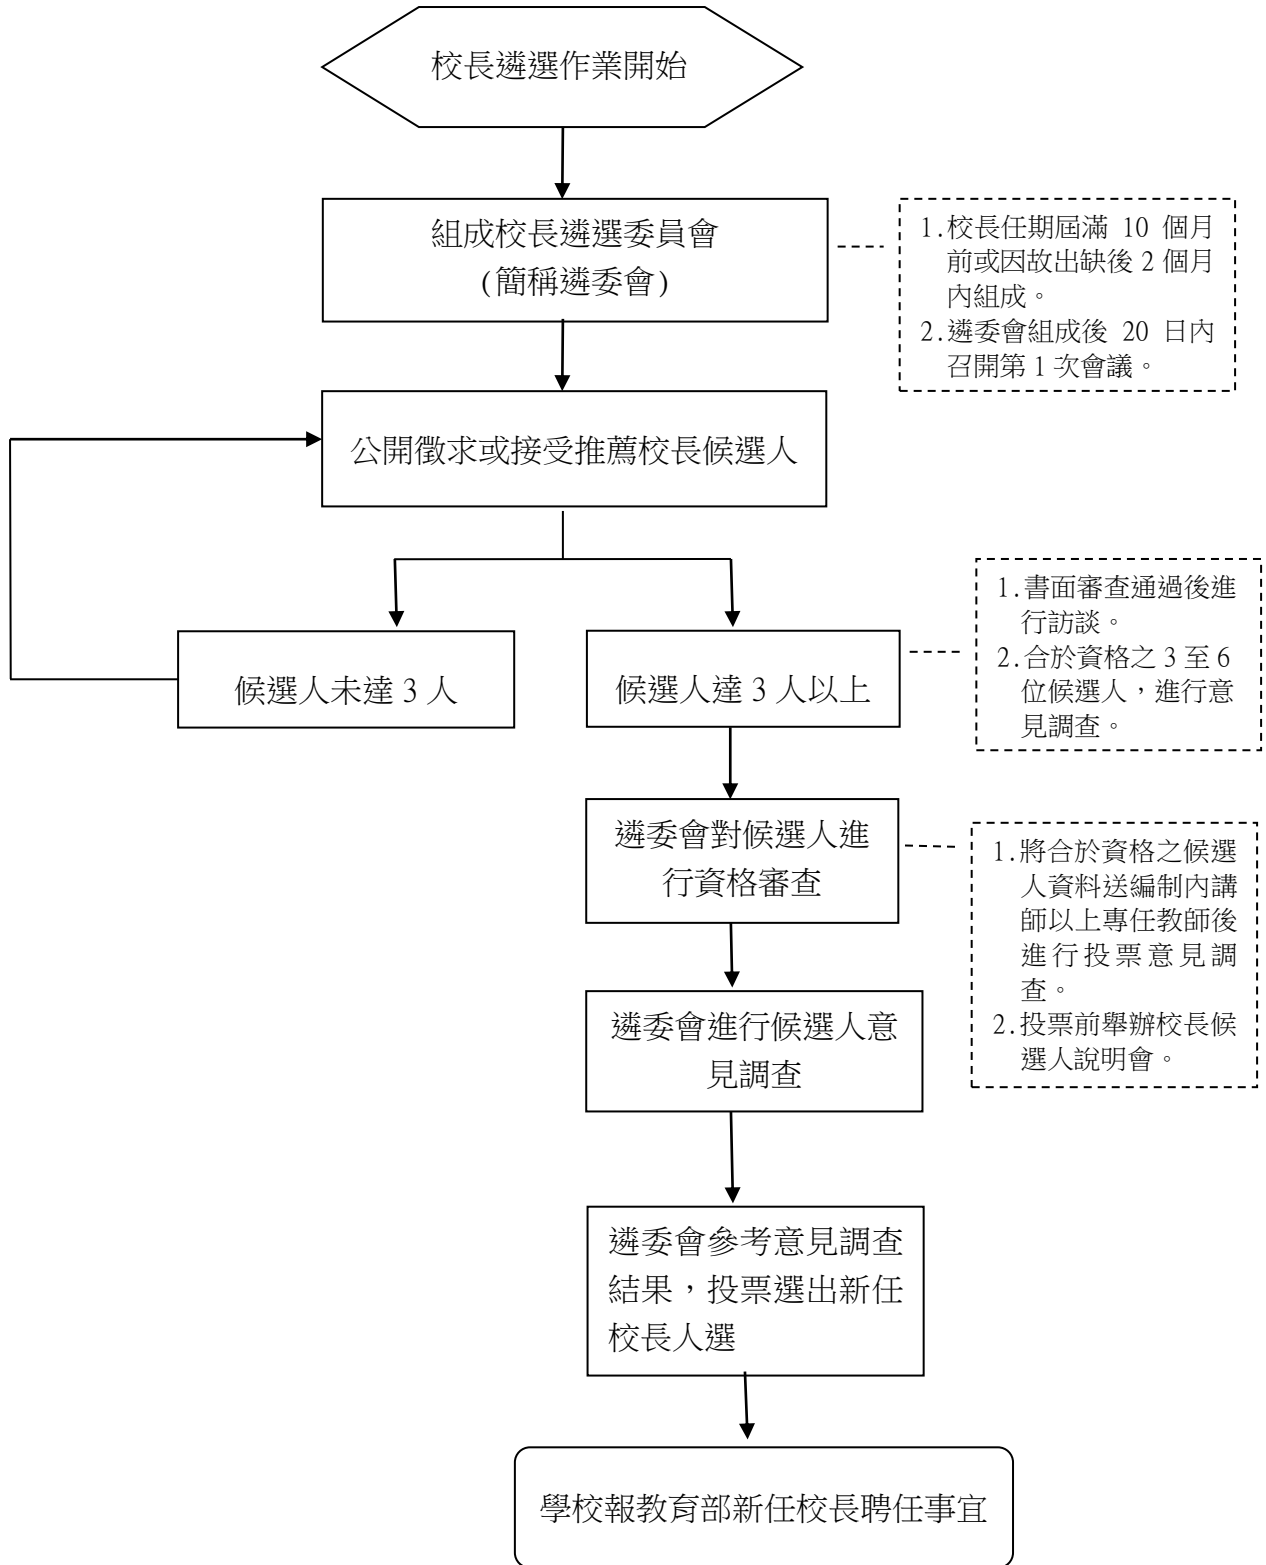 校長遴選作業開始
組成校長遴選委員會
(簡稱遴委會)
1.校長任期屆滿 10 個月
前或因故出缺後 2 個月
內組成。
2.遴委會組成後 20 日內
召開第 1 次會議。
公開徵求或接受推薦校長候選人
候選人未達 3 人
候選人達 3 人以上
1.書面審查通過後進
行訪談。
2.合於資格之 3 至 6
位候選人，進行意
見調查。
遴委會對候選人進
行資格審查
1.將合於資格之候選
人資料送編制內講
師以上專任教師後
進行投票意見調
查。
2.投票前舉辦校長候
選人說明會。
遴委會進行候選人意
見調查
遴委會參考意見調查
結果，投票選出新任
校長人選
學校報教育部新任校長聘任事宜